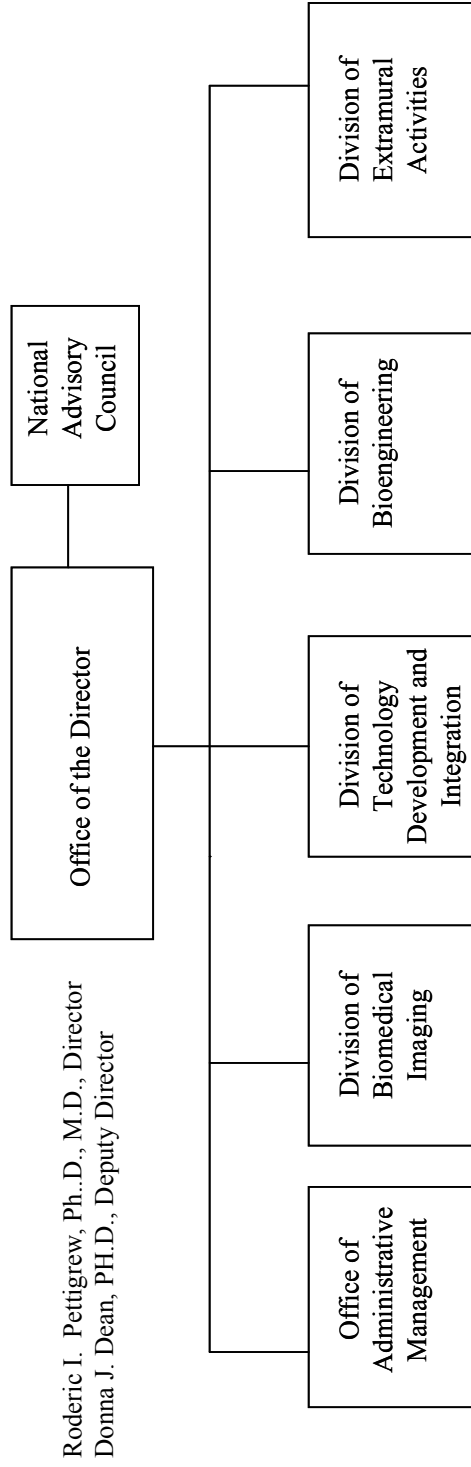 Roderic I. Pettigrew, Ph..D., M.D., Director
Donna J. Dean, PH.D., Deputy Director
Office of the Director
National
Advisory
Council
Office of
Administrative
Management
Division of
Biomedical
Imaging
Division of
Technology
Development and
Integration
Division of
Bioengineering
Division of
Extramural
Activities